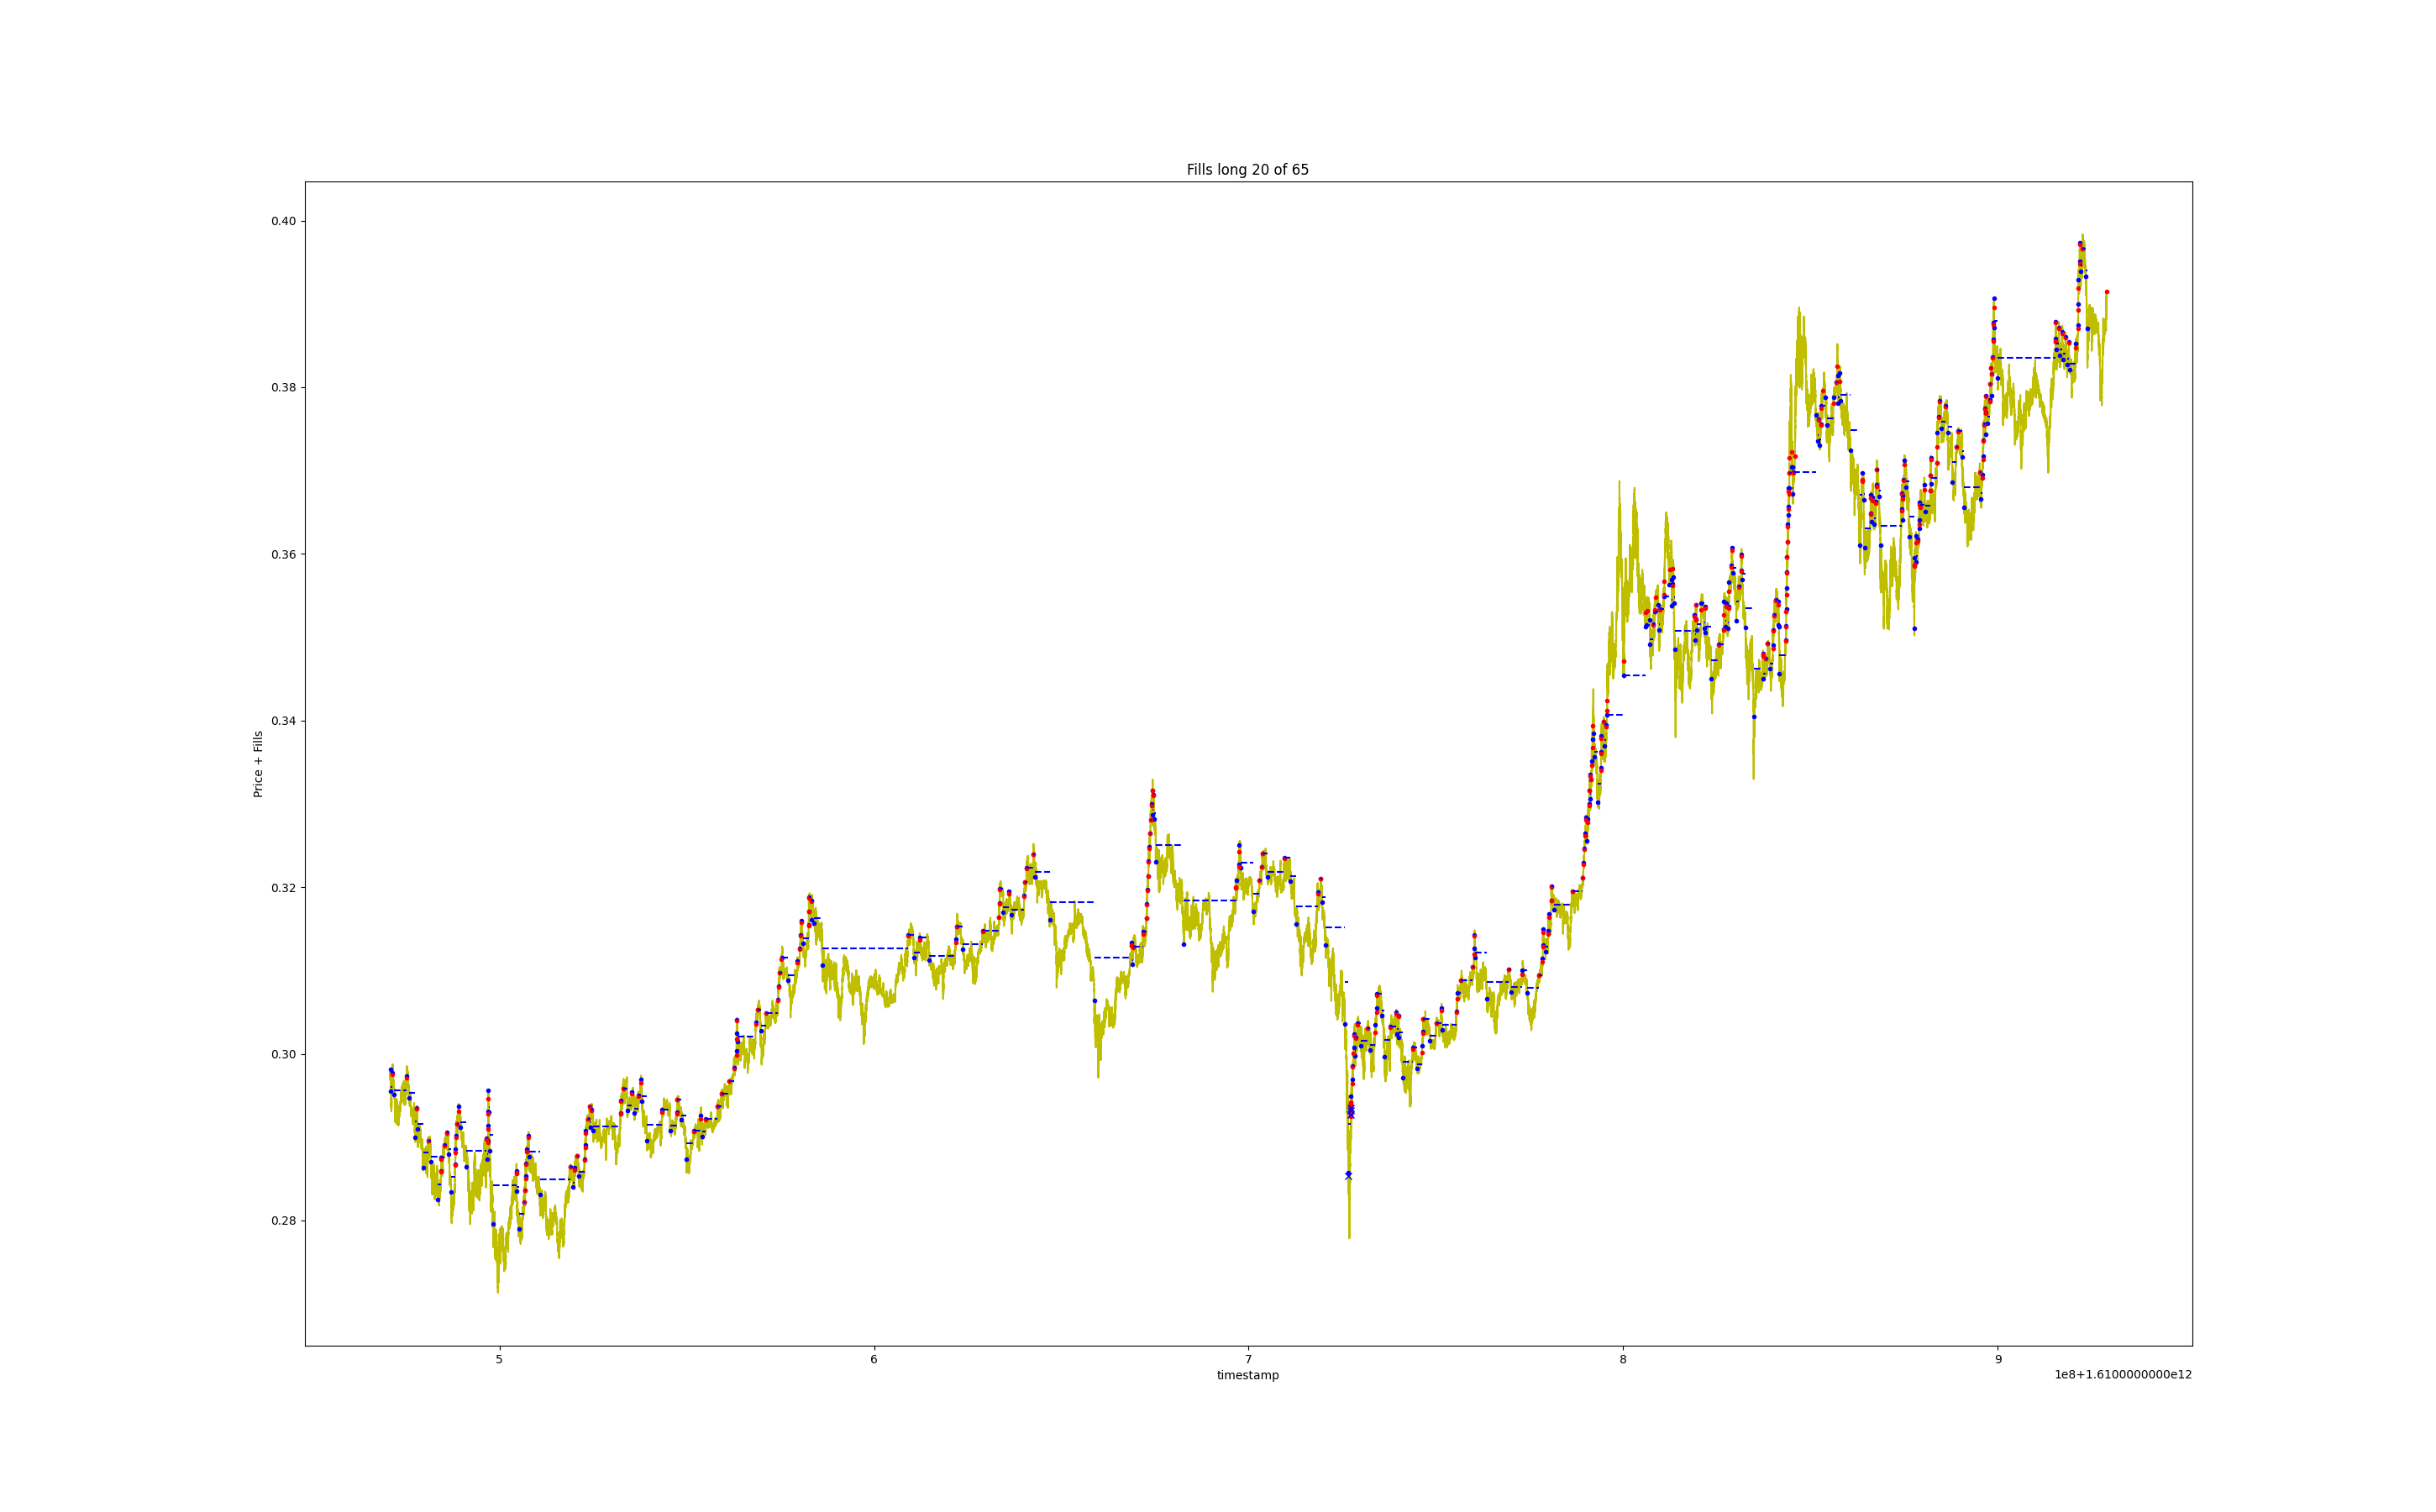 Fills long 20 of 65
0.40
0.38
0.36
0.34
0.32
0.30
0.28
Price + Fills
5 6 7 8 9
timestamp
1e8+1.6100000000e12